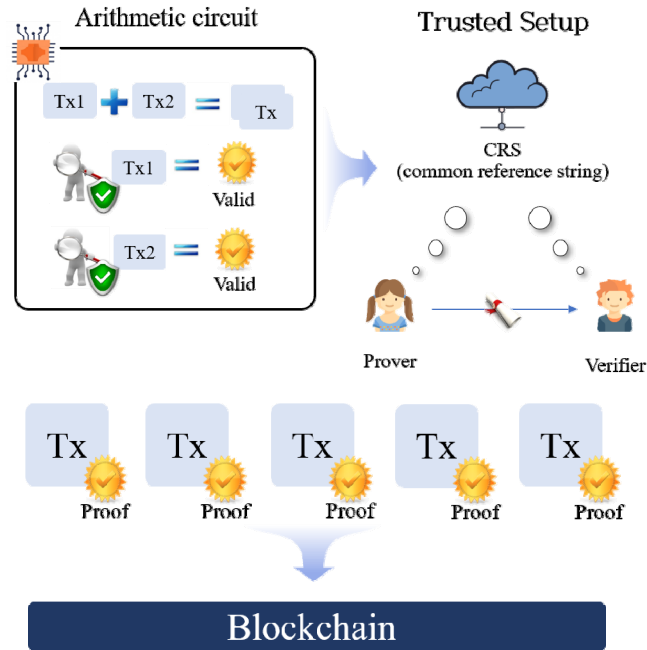 Arithmetic circuit
Tx1 + Tx2 = Tx
Tx1 = Valid
Tx2 = Valid
Trusted Setup
CRS
(common reference string)
Prover
Verifier
Tx Tx Tx Tx Tx
Proof Proof Proof Proof Proof
Blockchain